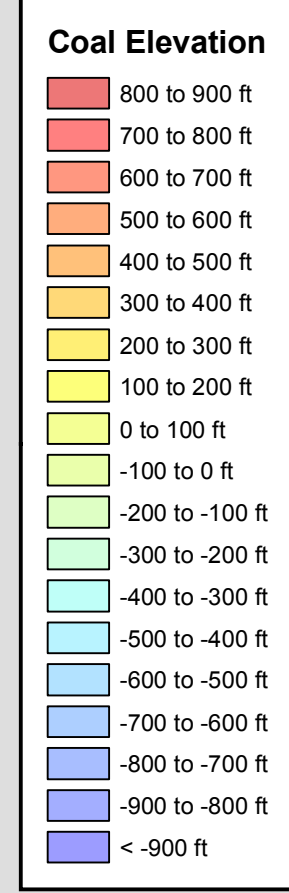 Coal Elevation
800 to 900 ft
700 to 800 ft
600 to 700 ft
500 to 600 ft
400 to 500 ft
300 to 400 ft
200 to 300 ft
100 to 200 ft
0 to 100 ft
-100 to 0 ft
-200 to -100 ft
-300 to -200 ft
-400 to -300 ft
-500 to -400 ft
-600 to -500 ft
-700 to -600 ft
-800 to -700 ft
-900 to -800 ft
< -900 ft